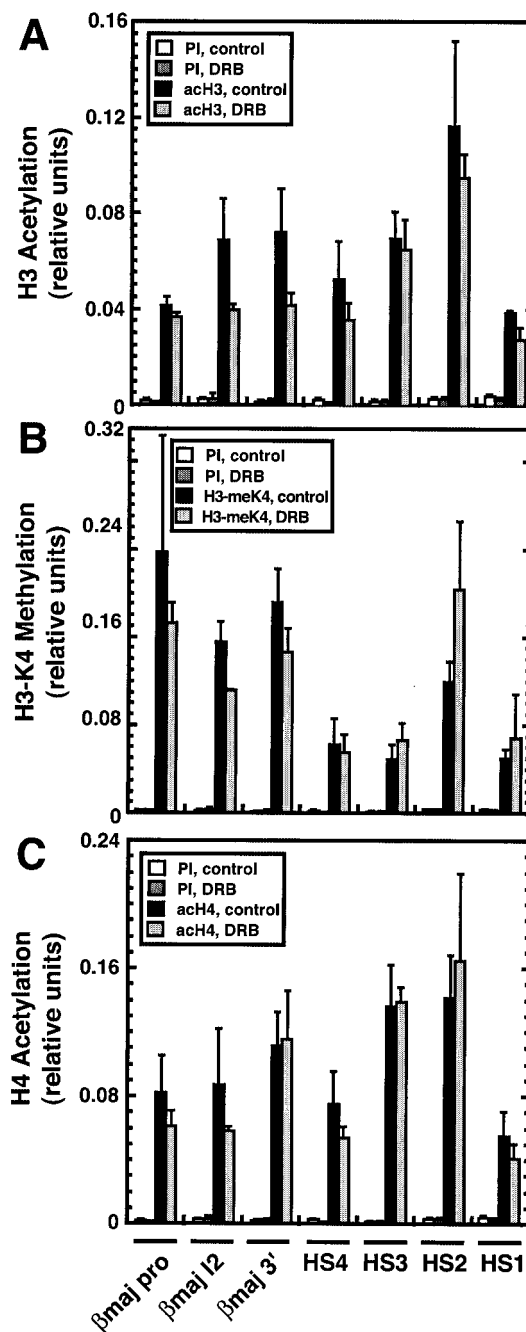 A
0.16
0.12
0.08
0.04
0
H3 Acetylation
(relative units)
PI, control
PI, DRB
acH3, control
acH3, DRB
B
0.32
0.24
0.16
0.08
0
H3-K4 Methylation
(relative units)
PI, control
PI, DRB
H3-meK4, control
H3-meK4, DRB
C
0.24
0.16
0.08
0
H4 Acetylation
(relative units)
PI, control
PI, DRB
acH4, control
acH4, DRB
βmaj pro
βmaj I2
βmaj 3'
HS4
HS3
HS2
HS1